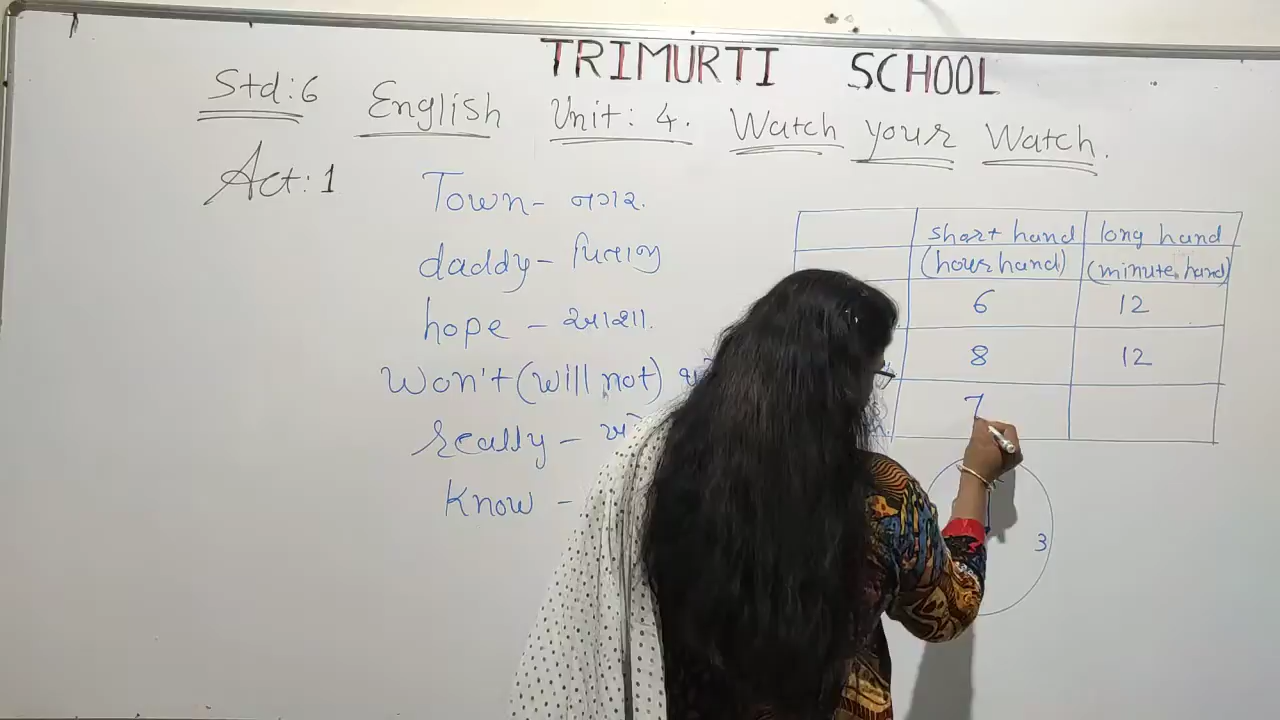 TRIMURTI SCHOOL
Std:6 English Unit: 4. Watch your Watch.
Act:1
Town- નગર.
daddy- પિતાજી
hope - આશા.
Won't (will not)
really -
know -
short hand long hand
(hour hand) (minute hand)
6 12
8 12
7
3